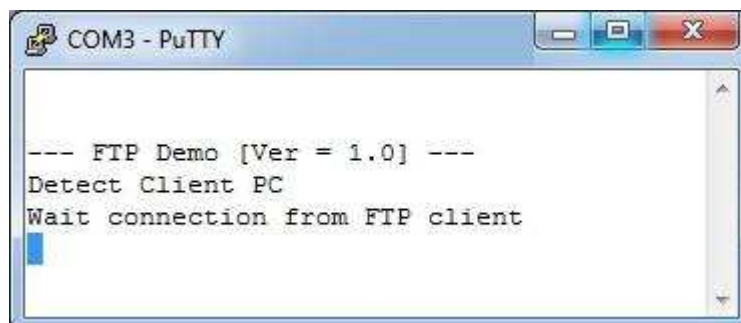 COM3 - PuTTY
--- FTP Demo [Ver = 1.0] ---
Detect Client PC
Wait connection from FTP client